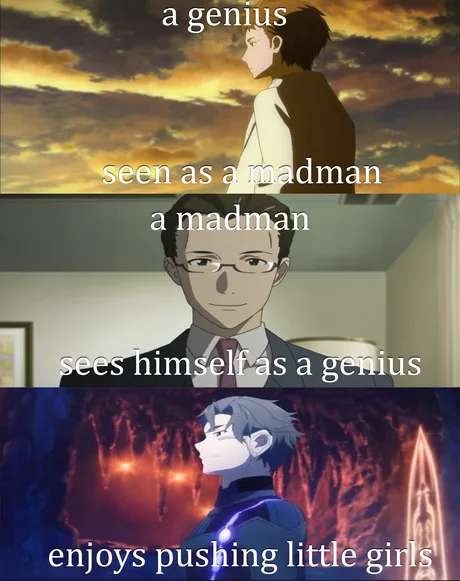 a genius
seen as a madman
a madman
sees himself as a genius
enjoys pushing little girls